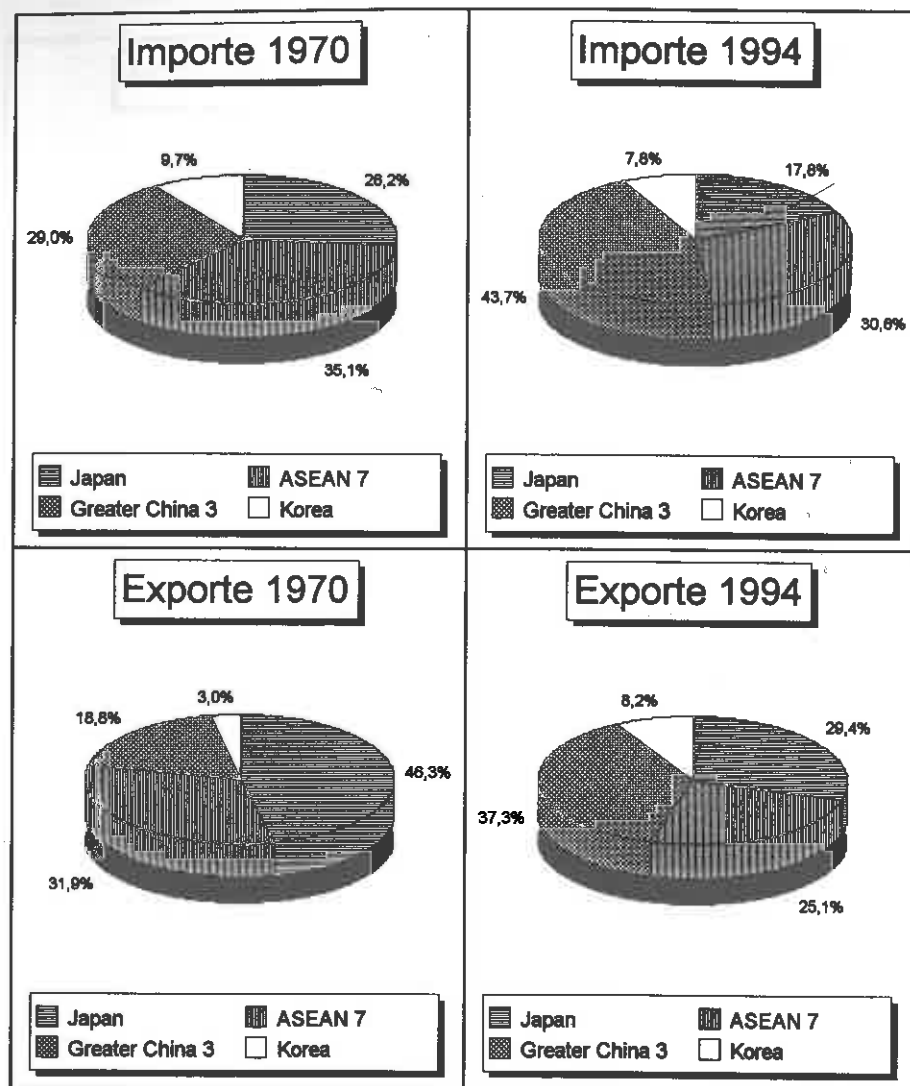 Importe 1970
9,7%
26,2%
29,0%
35,1%
Japan
ASEAN 7
Greater China 3
Korea
Importe 1994
7,8%
17,8%
43,7%
30,6%
Japan
ASEAN 7
Greater China 3
Korea
Exporte 1970
3,0%
18,8%
46,3%
31,9%
Japan
ASEAN 7
Greater China 3
Korea
Exporte 1994
8,2%
29,4%
37,3%
25,1%
Japan
ASEAN 7
Greater China 3
Korea